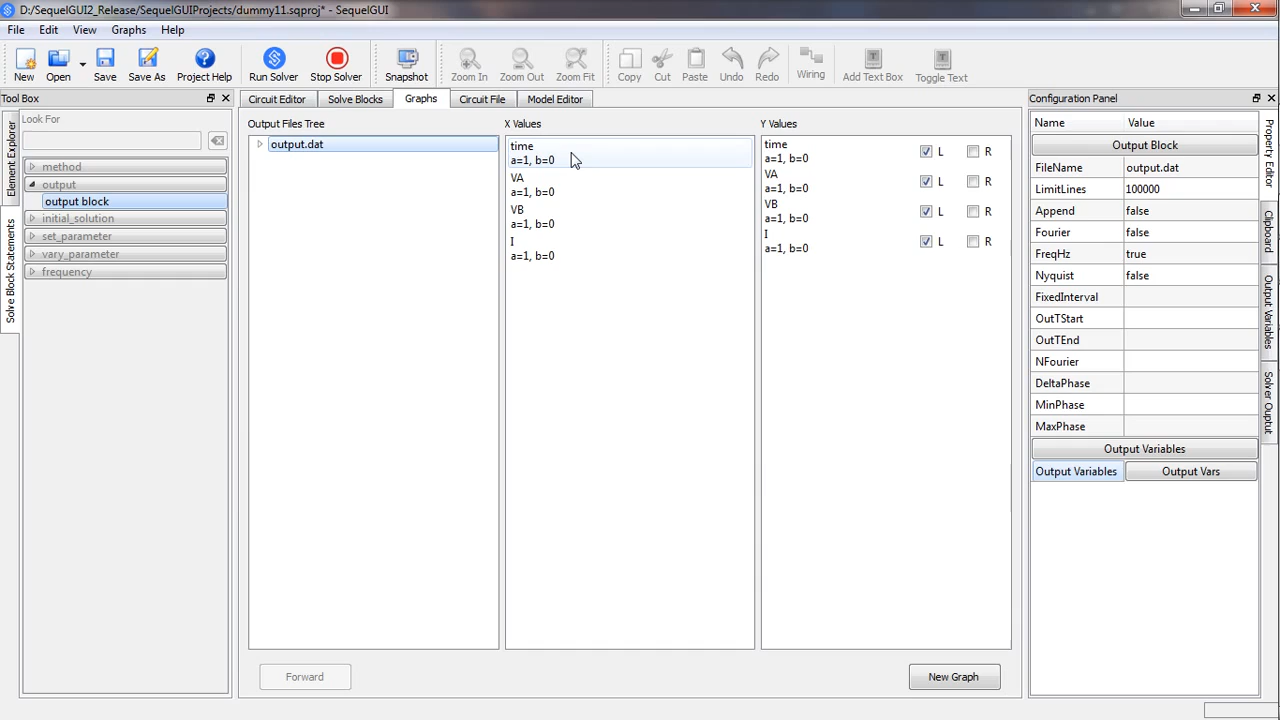 D:/SequelGUI2_Release/SequelGUIProjects/dummy11.sqproj* - SequelGUI
File Edit View Graphs Help
New Open Save Save As Project Help Run Solver Stop Solver Snapshot Zoom In Zoom Out Zoom Fit Copy Cut Paste Undo Redo Wiring Add Text Box Toggle Text
Tool Box
Circuit Editor Solve Blocks Graphs Circuit File Model Editor
Configuration Panel
Element Explorer
Solve Block Statements
Look For
method
output
output block
initial_solution
set_parameter
vary_parameter
frequency
Output Files Tree
output.dat
X Values
time
a=1, b=0
VA
a=1, b=0
VB
a=1, b=0
I
a=1, b=0
Y Values
time L R
a=1, b=0
VA L R
a=1, b=0
VB L R
a=1, b=0
I L R
a=1, b=0
Forward
New Graph
Name Value
Output Block
FileName output.dat
LimitLines 100000
Append false
Fourier false
FreqHz true
Nyquist false
FixedInterval
OutTStart
OutTEnd
NFourier
DeltaPhase
MinPhase
MaxPhase
Output Variables
Output Variables Output Vars
Property Editor
Clipboard
Output Variables
Solver Ouptut